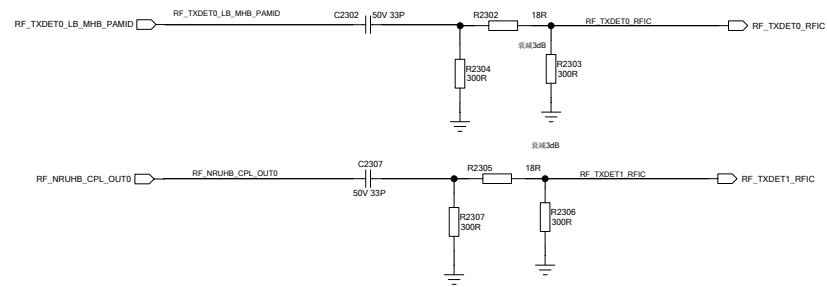 RF_TXDET0_LB_MHB_PAMID
RF_TXDET0_LB_MHB_PAMID
C2302
50V 33P
R2302
18R
RF_TXDET0_RFIC
RF_TXDET0_RFIC
衰减3dB
R2304
300R
R2303
300R
衰减3dB
RF_NRUHB_CPL_OUT0
RF_NRUHB_CPL_OUT0
C2307
50V 33P
R2305
18R
RF_TXDET1_RFIC
RF_TXDET1_RFIC
R2307
300R
R2306
300R